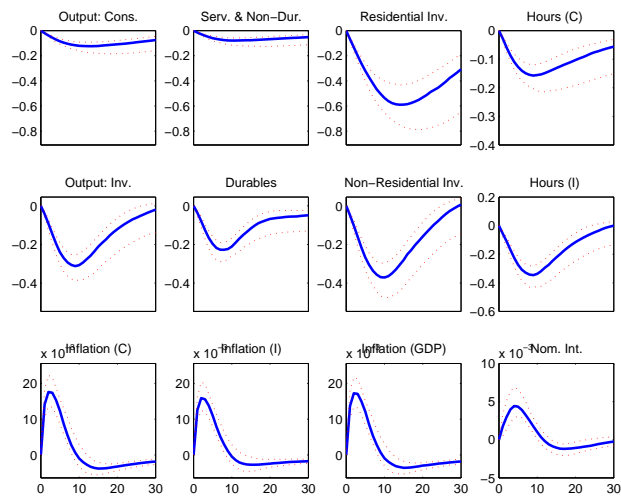 Output: Cons.
Serv. & Non−Dur.
Residential Inv.
Hours (C)
0
−0.2
−0.4
−0.6
−0.8
0
−0.2
−0.4
−0.6
−0.8
0
−0.2
−0.4
−0.6
−0.8
0
−0.1
−0.2
−0.3
−0.4
Output: Inv.
Durables
Non−Residential Inv.
Hours (I)
0
−0.2
−0.4
0
−0.2
−0.4
0
−0.2
−0.4
0.2
0
−0.2
−0.4
−0.6
x 10
Inflation (C)
x 10
Inflation (I)
x 10
Inflation (GDP)
x 10−3
Nom. Int.
20
10
0
20
10
0
20
10
0
10
5
0
−5
0 10 20 30
0 10 20 30
0 10 20 30
0 10 20 30